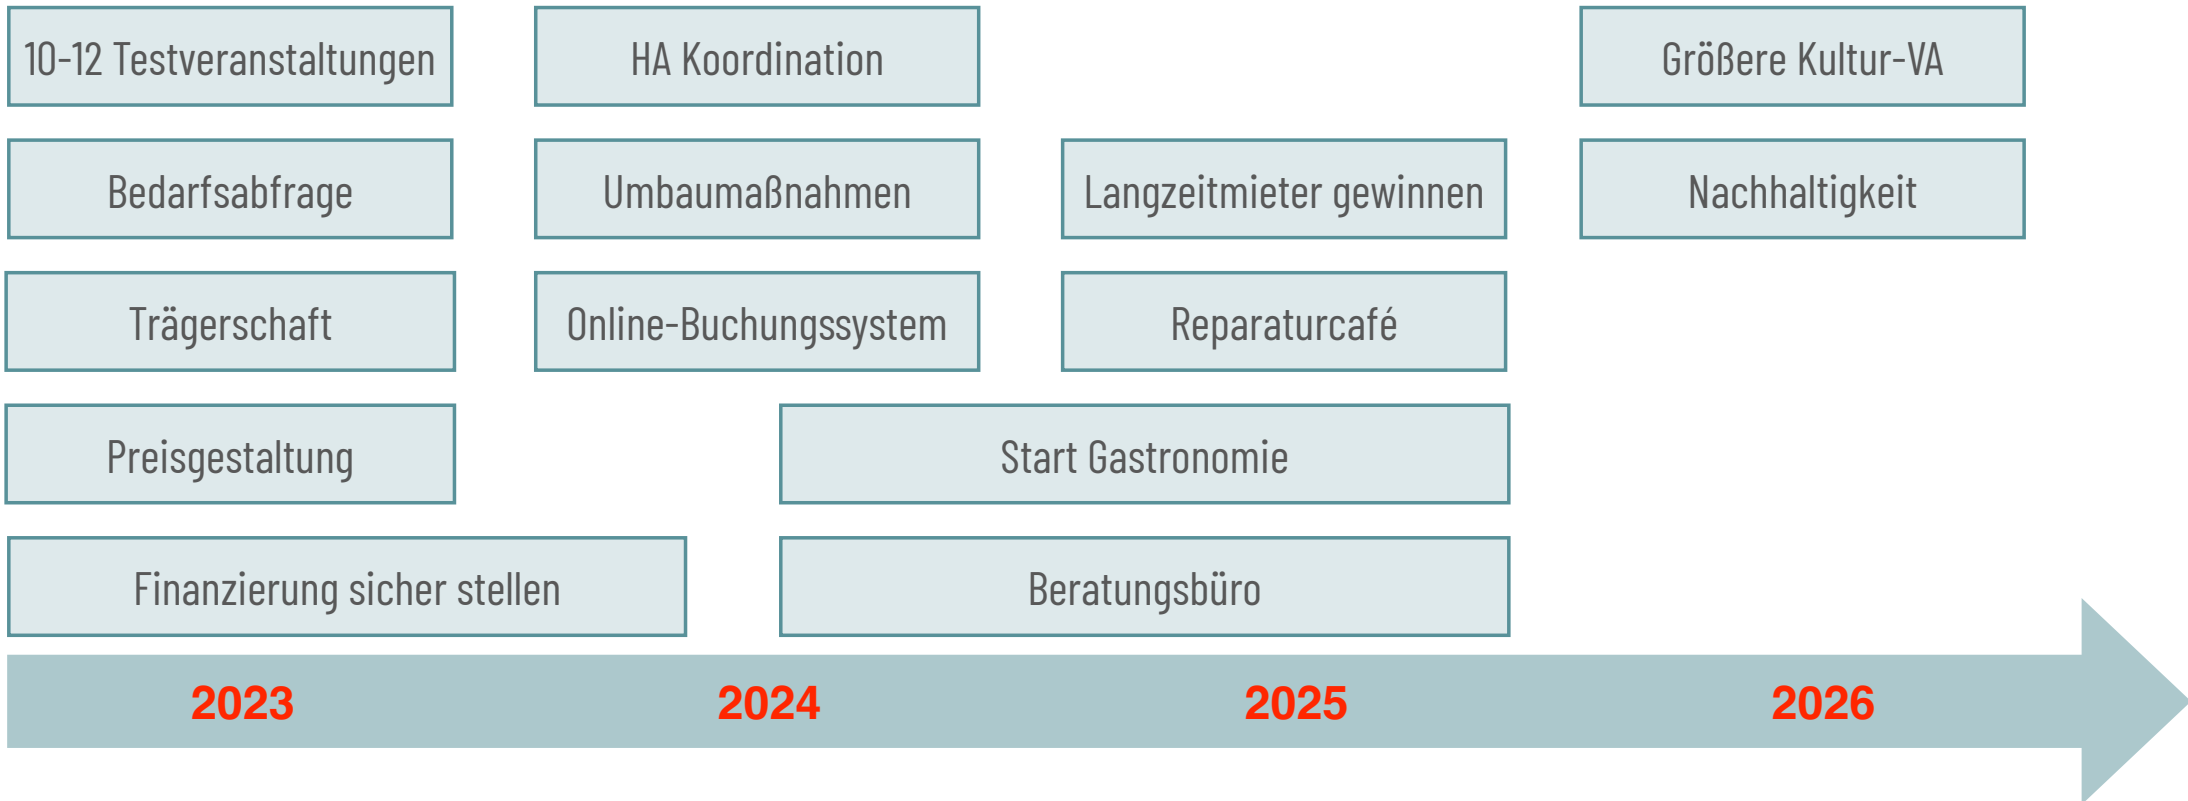 10-12 Testveranstaltungen
HA Koordination
Größere Kultur-VA
Bedarfsabfrage
Umbaumaßnahmen
Langzeitmieter gewinnen
Nachhaltigkeit
Trägerschaft
Online-Buchungssystem
Reparaturcafé
Preisgestaltung
Start Gastronomie
Finanzierung sicher stellen
Beratungsbüro
2023
2024
2025
2026